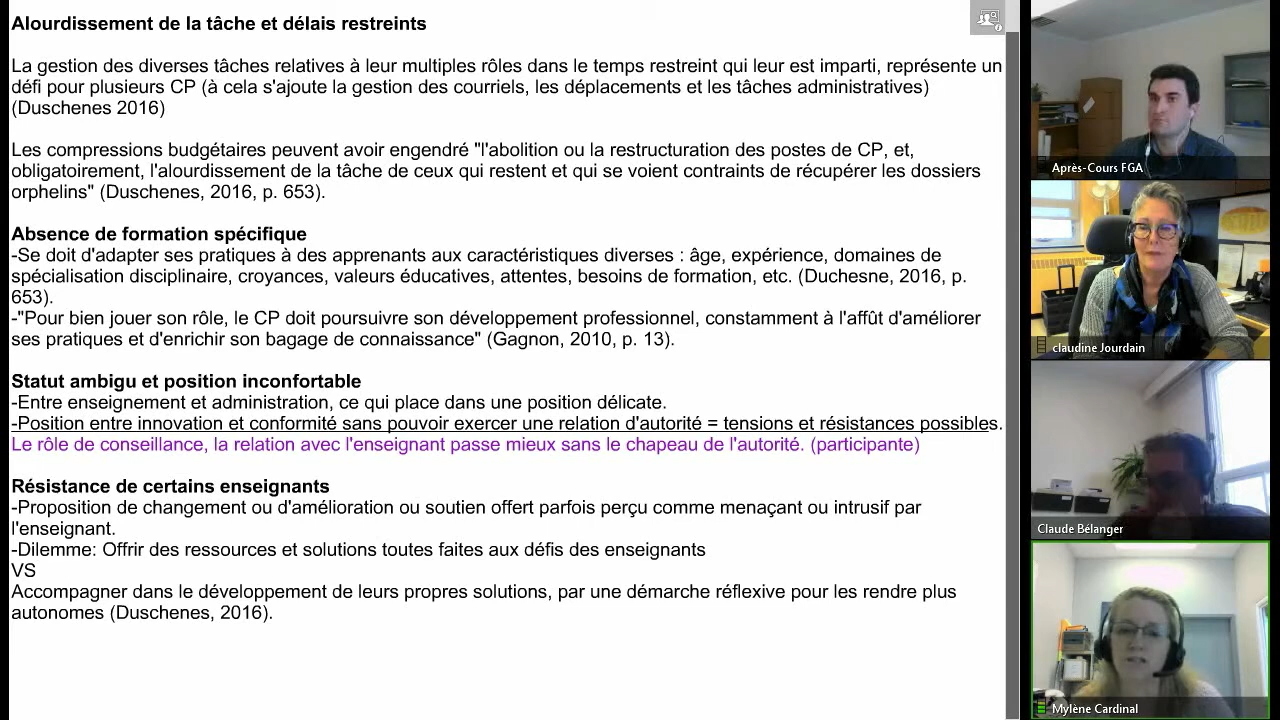 Alourdissement de la tâche et délais restreints
La gestion des diverses tâches relatives à leur multiples rôles dans le temps restreint qui leur est imparti, représente un
défi pour plusieurs CP (à cela s'ajoute la gestion des courriels, les déplacements et les tâches administratives)
(Duschenes 2016)
Les compressions budgétaires peuvent avoir engendré "l'abolition ou la restructuration des postes de CP, et,
obligatoirement, l'alourdissement de la tâche de ceux qui restent et qui se voient contraints de récupérer les dossiers
orphelins" (Duschenes, 2016, p. 653).
Absence de formation spécifique
-Se doit d'adapter ses pratiques à des apprenants aux caractéristiques diverses : âge, expérience, domaines de
spécialisation disciplinaire, croyances, valeurs éducatives, attentes, besoins de formation, etc. (Duchesne, 2016, p.
653).
-"Pour bien jouer son rôle, le CP doit poursuivre son développement professionnel, constamment à l'affût d'améliorer
ses pratiques et d'enrichir son bagage de connaissance" (Gagnon, 2010, p. 13).
Statut ambigu et position inconfortable
-Entre enseignement et administration, ce qui place dans une position délicate.
-Position entre innovation et conformité sans pouvoir exercer une relation d'autorité = tensions et résistances possibles.
Le rôle de conseillance, la relation avec l'enseignant passe mieux sans le chapeau de l'autorité. (participante)
Résistance de certains enseignants
-Proposition de changement ou d'amélioration ou soutien offert parfois perçu comme menaçant ou intrusif par
l'enseignant.
-Dilemme: Offrir des ressources et solutions toutes faites aux défis des enseignants
VS
Accompagner dans le développement de leurs propres solutions, par une démarche réflexive pour les rendre plus
autonomes (Duschenes, 2016).
Après-Cours FGA
claudine Jourdain
Claude Bélanger
Mylène Cardinal